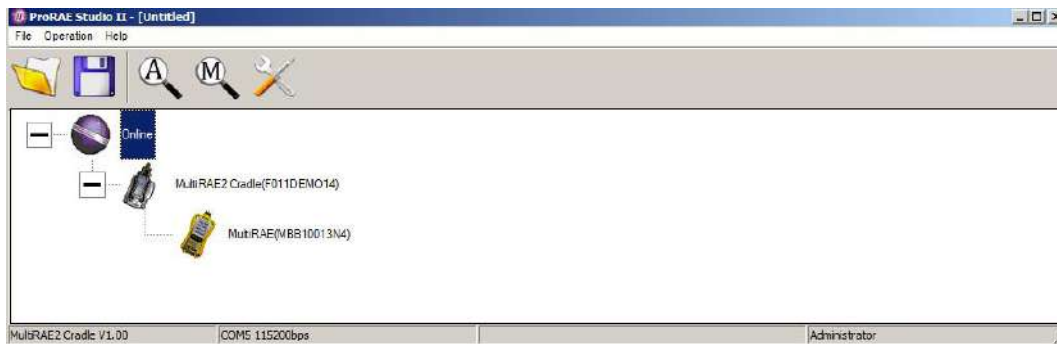 ProRAE Studio II - [Untitled]
File Operation Help
A M
Online
MultiRAE2 Cradle(F011DEMO14)
MultiRAE(MBB10013N4)
MultiRAE2 Cradle V1.00 COM5 115200bps Administrator